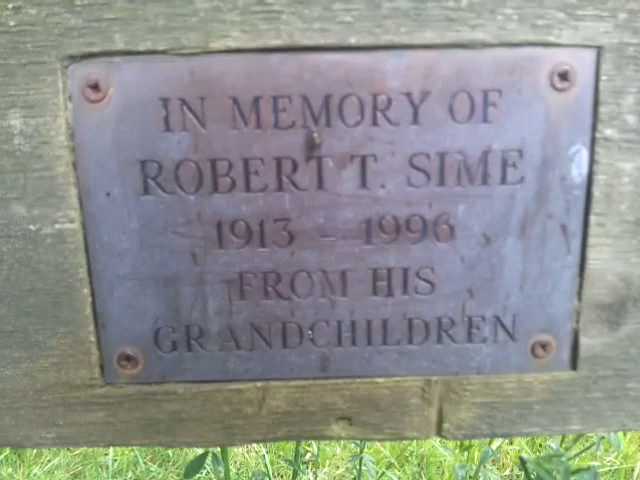 IN MEMORY OF
ROBERT T. SIME
1913 - 1996
FROM HIS
GRANDCHILDREN